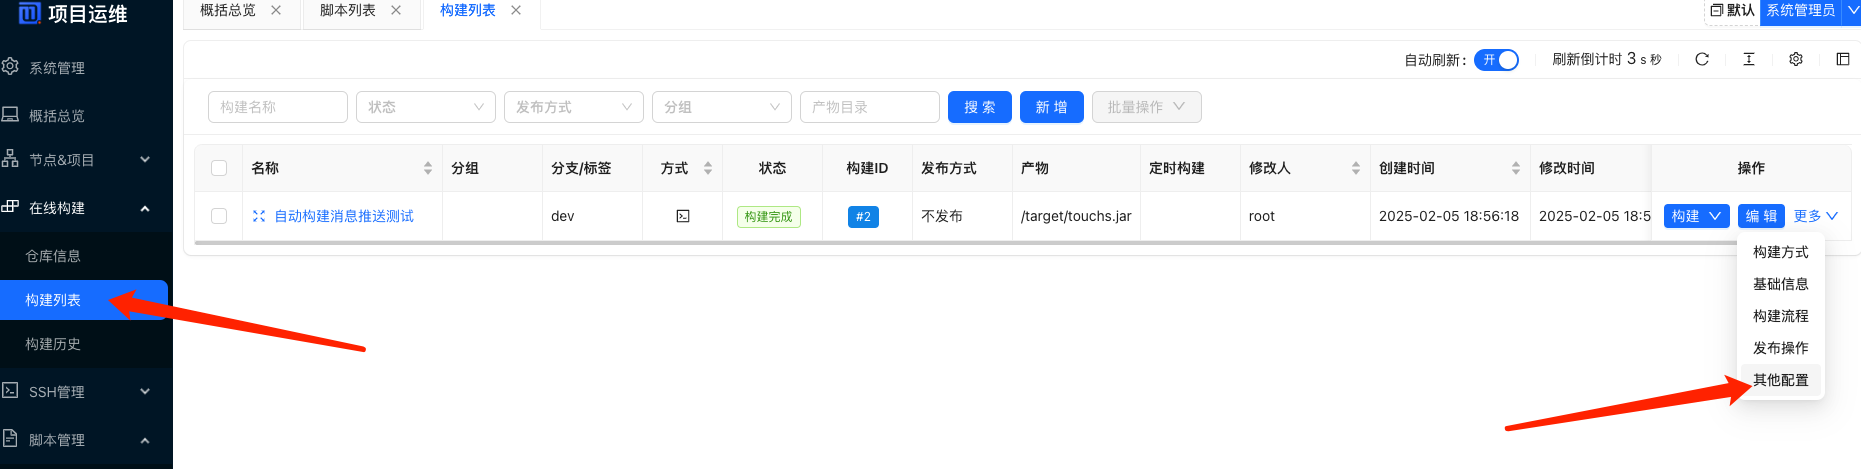 项目运维
概括总览
脚本列表
构建列表
默认
系统管理员
系统管理
概括总览
节点&项目
在线构建
仓库信息
构建列表
构建历史
SSH管理
脚本管理
自动刷新：
开
刷新倒计时 3 s 秒
构建名称
状态
发布方式
分组
产物目录
搜 索
新 增
批量操作
名称 分组 分支/标签 方式 状态 构建ID 发布方式 产物 定时构建 修改人 创建时间 修改时间 操作
自动构建消息推送测试 dev 构建完成 #2 不发布 /target/touchs.jar root 2025-02-05 18:56:18 2025-02-05 18:5 构建 编 辑 更多
构建方式
基础信息
构建流程
发布操作
其他配置